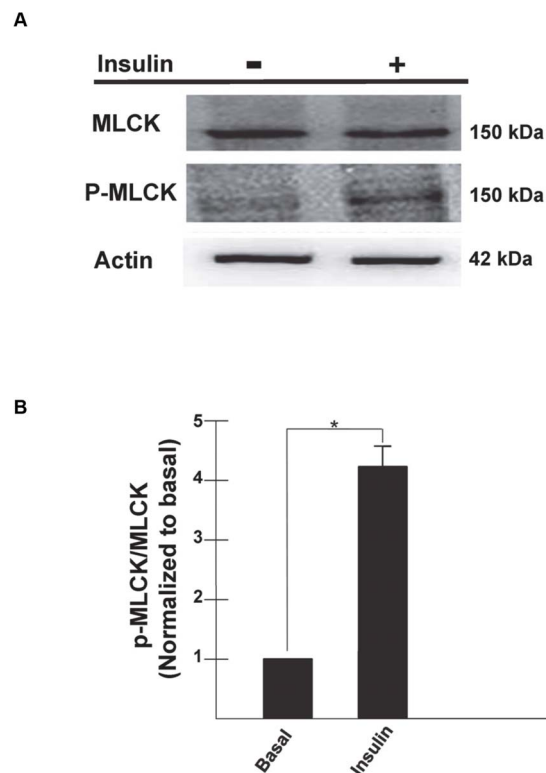 A
Insulin - +
MLCK 150 kDa
P-MLCK 150 kDa
Actin 42 kDa
B
p-MLCK/MLCK
(Normalized to basal)
5
4
3
2
1
*
Basal
Insulin